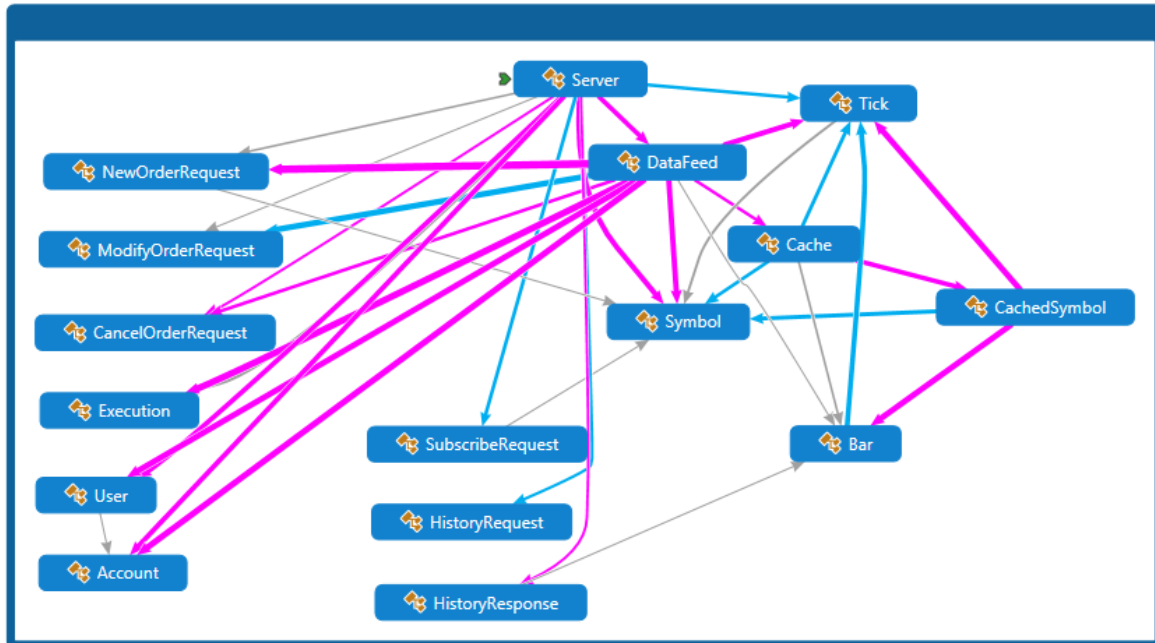 Server
Tick
DataFeed
NewOrderRequest
ModifyOrderRequest
Cache
CachedSymbol
Symbol
CancelOrderRequest
Execution
SubscribeRequest
Bar
User
HistoryRequest
Account
HistoryResponse